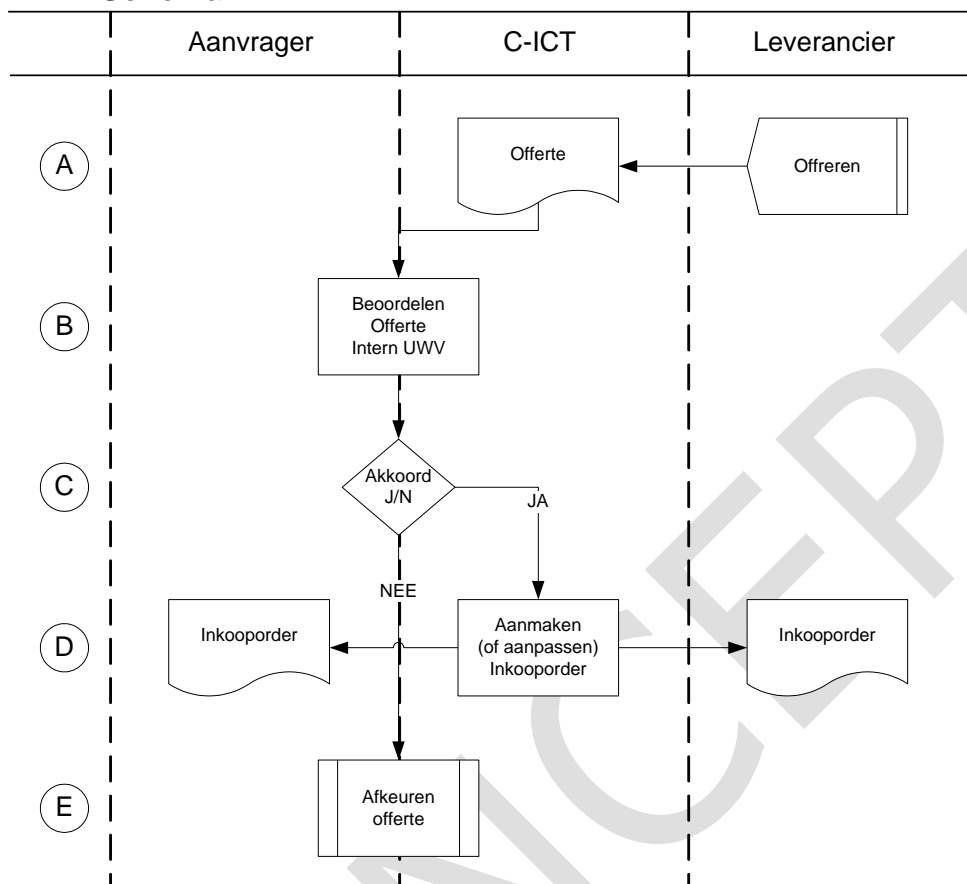 Aanvrager C-ICT Leverancier
A
Offerte
Offreren
B
Beoordelen
Offerte
Intern UWV
C
Akkoord
J/N
JA
NEE
D
Inkooporder
Aanmaken
(of aanpassen)
Inkooporder
Inkooporder
E
Afkeuren
offerte
NCEPT